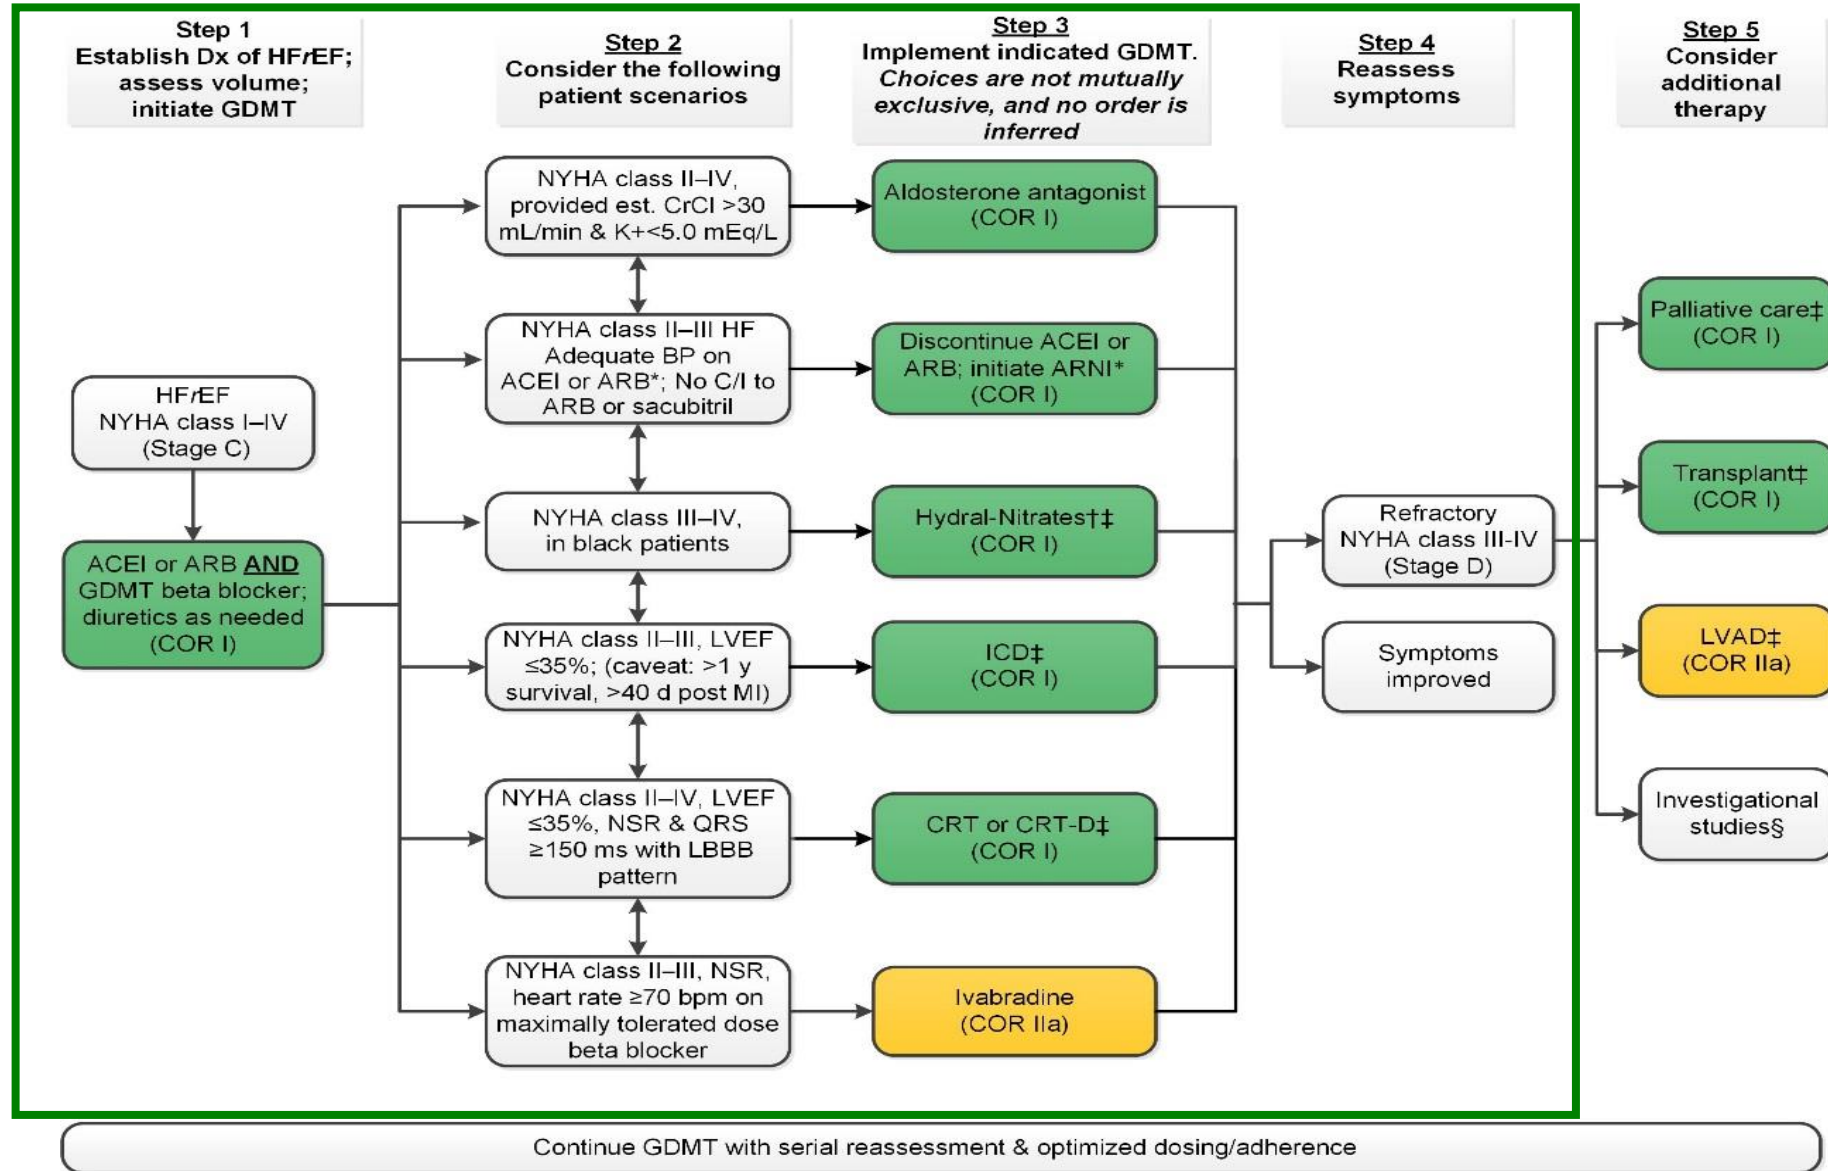 Step 1
Establish Dx of HFrEF;
assess volume;
initiate GDMT
Step 2
Consider the following
patient scenarios
Step 3
Implement indicated GDMT.
Choices are not mutually
exclusive, and no order is
inferred
Step 4
Reassess
symptoms
Step 5
Consider
additional
therapy
HFrEF
NYHA class I–IV
(Stage C)
ACEI or ARB AND
GDMT beta blocker;
diuretics as needed
(COR I)
NYHA class II–IV,
provided est. CrCl >30
mL/min & K+<5.0 mEq/L
NYHA class II–III HF
Adequate BP on
ACEI or ARB*; No C/I to
ARB or sacubitril
NYHA class III–IV,
in black patients
NYHA class II–III, LVEF
≤35%; (caveat: >1 y
survival, >40 d post MI)
NYHA class II–IV, LVEF
≤35%, NSR & QRS
≥150 ms with LBBB
pattern
NYHA class II–III, NSR,
heart rate ≥70 bpm on
maximally tolerated dose
beta blocker
Aldosterone antagonist
(COR I)
Discontinue ACEI or
ARB; initiate ARNI*
(COR I)
Hydral-Nitrates†‡
(COR I)
ICD‡
(COR I)
CRT or CRT-D‡
(COR I)
Ivabradine
(COR IIa)
Refractory
NYHA class III-IV
(Stage D)
Symptoms
improved
Palliative care‡
(COR I)
Transplant‡
(COR I)
LVAD‡
(COR IIa)
Investigational
studies§
Continue GDMT with serial reassessment & optimized dosing/adherence